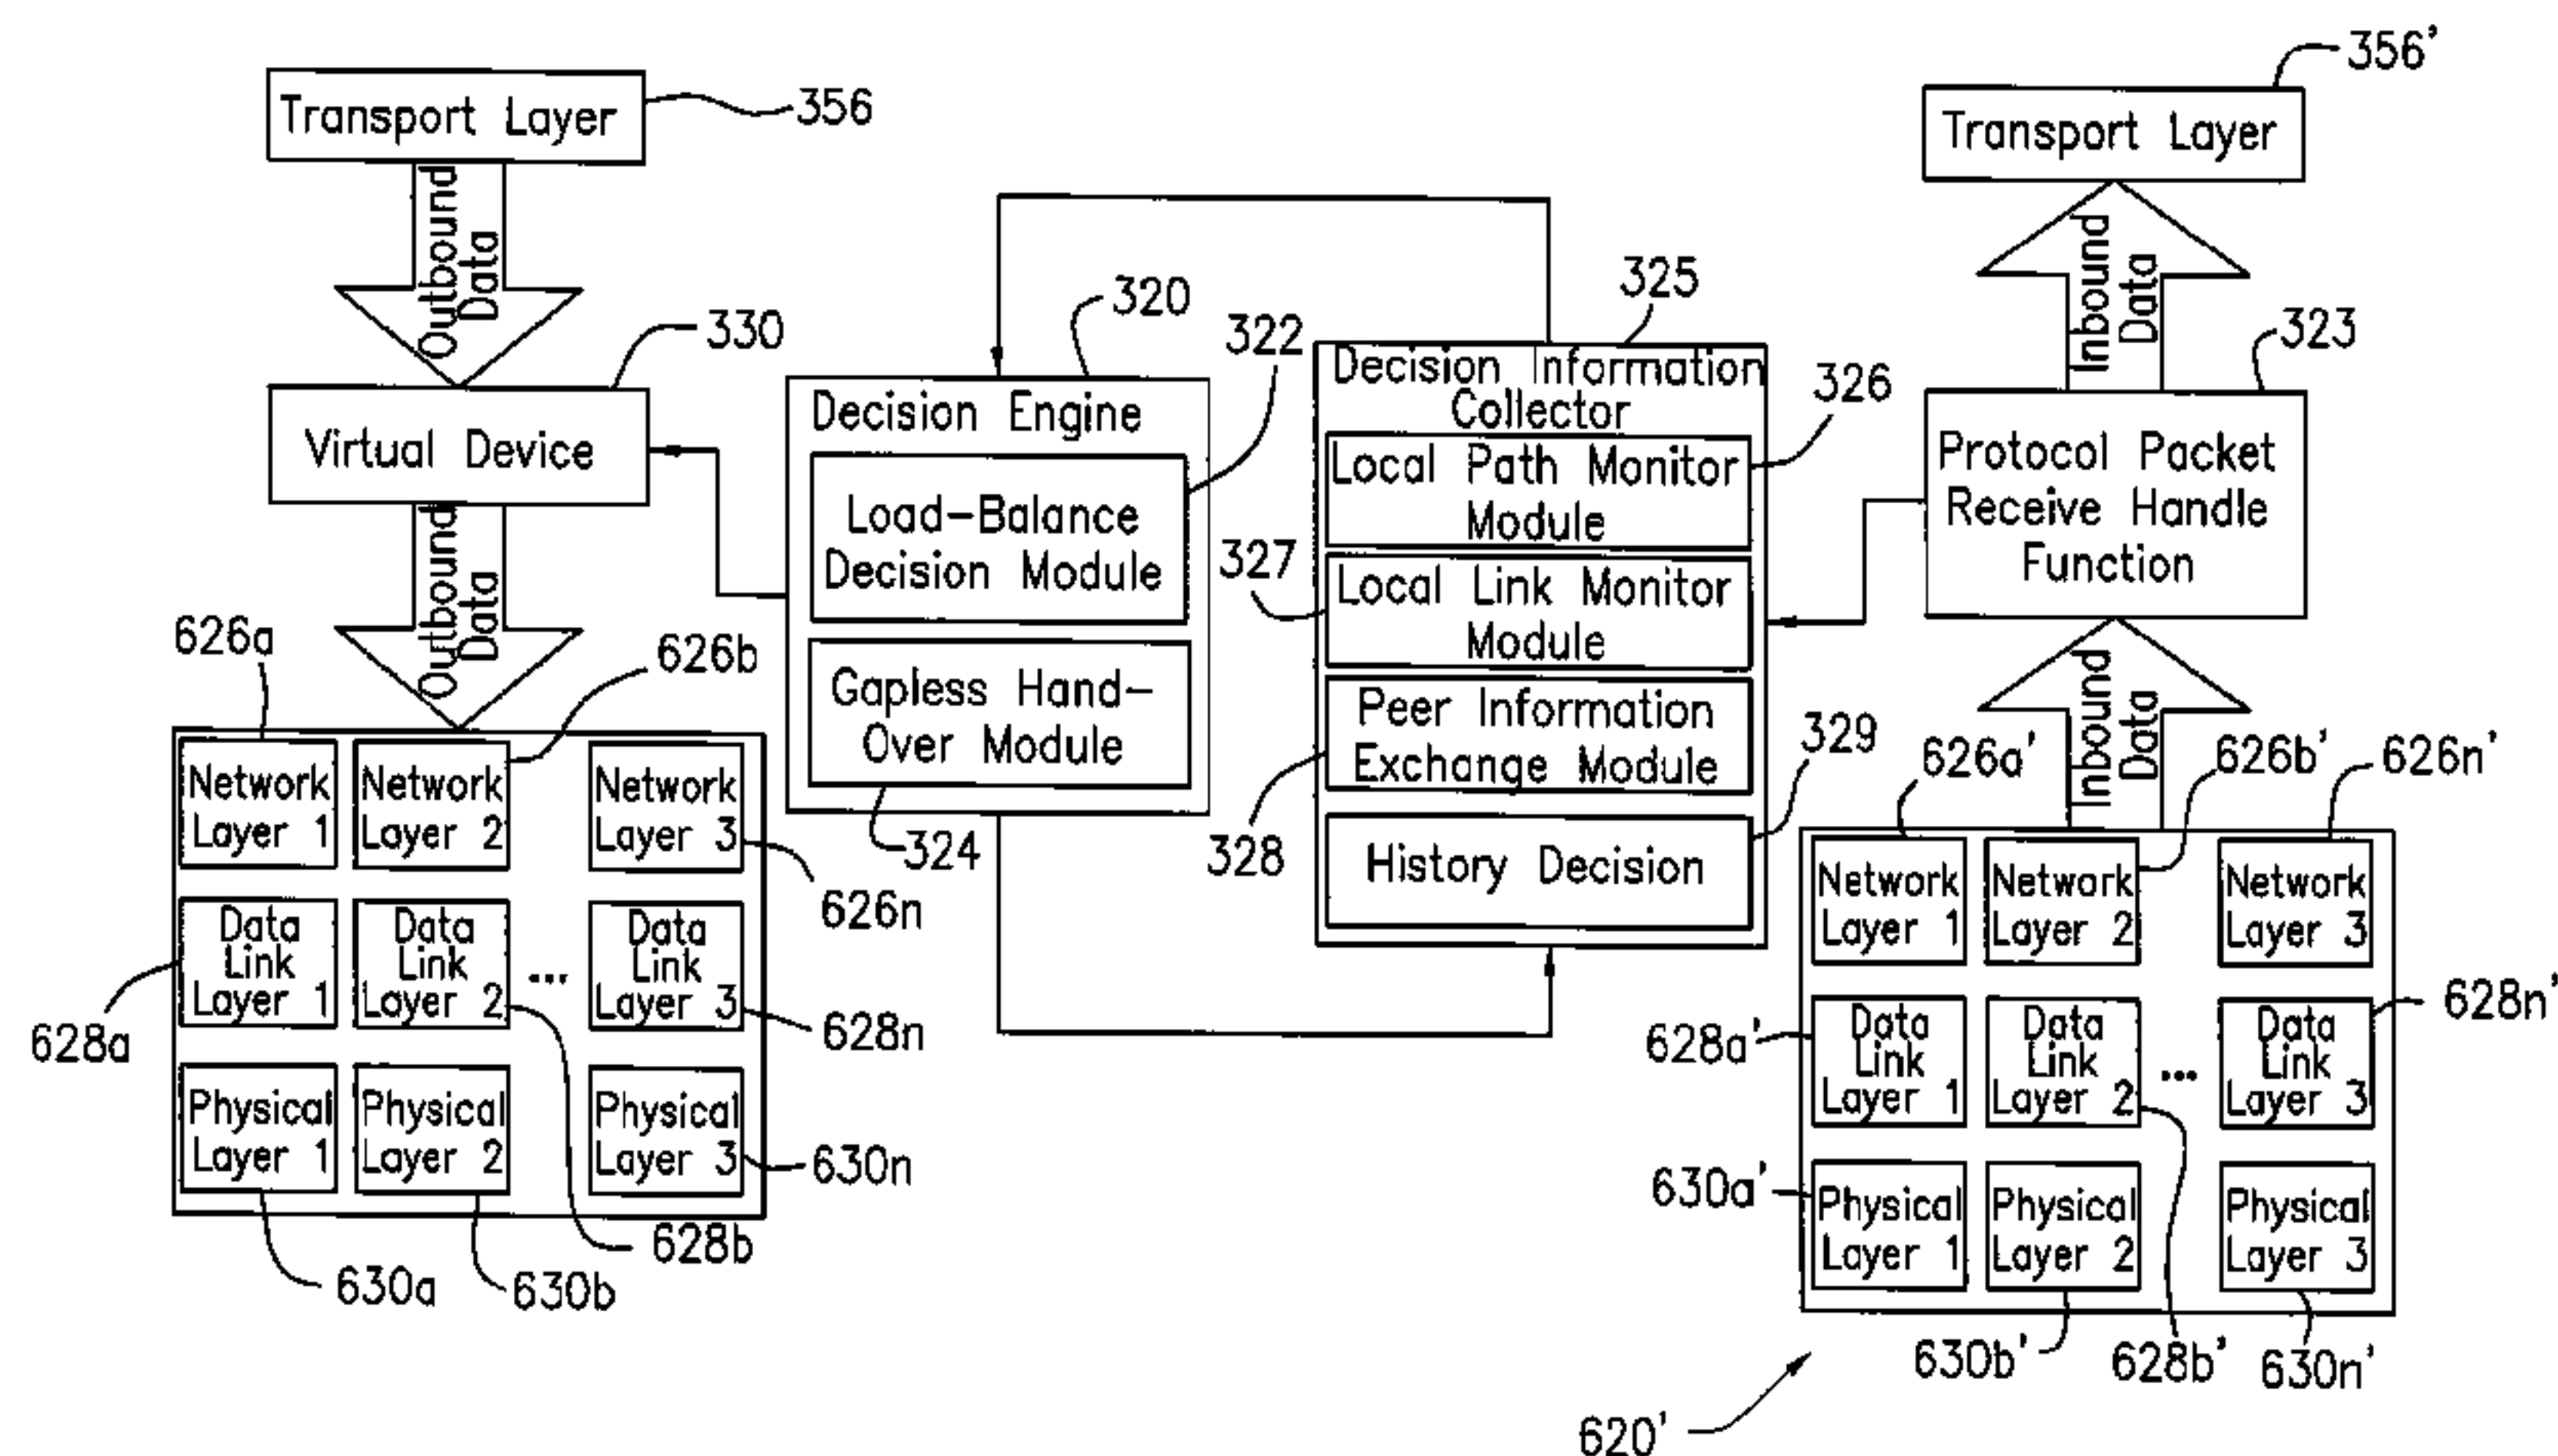 Transport Layer
356
Outbound
Data
Virtual Device
330
Outbound
Data
626a
626b
Network
Layer 1
Network
Layer 2
Network
Layer 3
626n
Data
Link
Layer 1
Data
Link
Layer 2
...
Data
Link
Layer 3
628a
628n
Physical
Layer 1
Physical
Layer 2
Physical
Layer 3
630n
628b
630a
630b
320
322
Decision Engine
Load-Balance
Decision Module
Gapless Hand-
Over Module
324
325
Decision Information
Collector
326
Local Path Monitor
Module
327
Local Link Monitor
Module
Peer Information
Exchange Module
328
329
History Decision
356'
Transport Layer
Inbound
Data
323
Protocol Packet
Receive Handle
Function
Inbound
Data
626a'
626b'
626n'
Network
Layer 1
Network
Layer 2
Network
Layer 3
628a'
Data
Link
Layer 1
Data
Link
Layer 2
...
Data
Link
Layer 3
628n'
630a'
Physical
Layer 1
Physical
Layer 2
Physical
Layer 3
630b'
628b'
630n'
620'